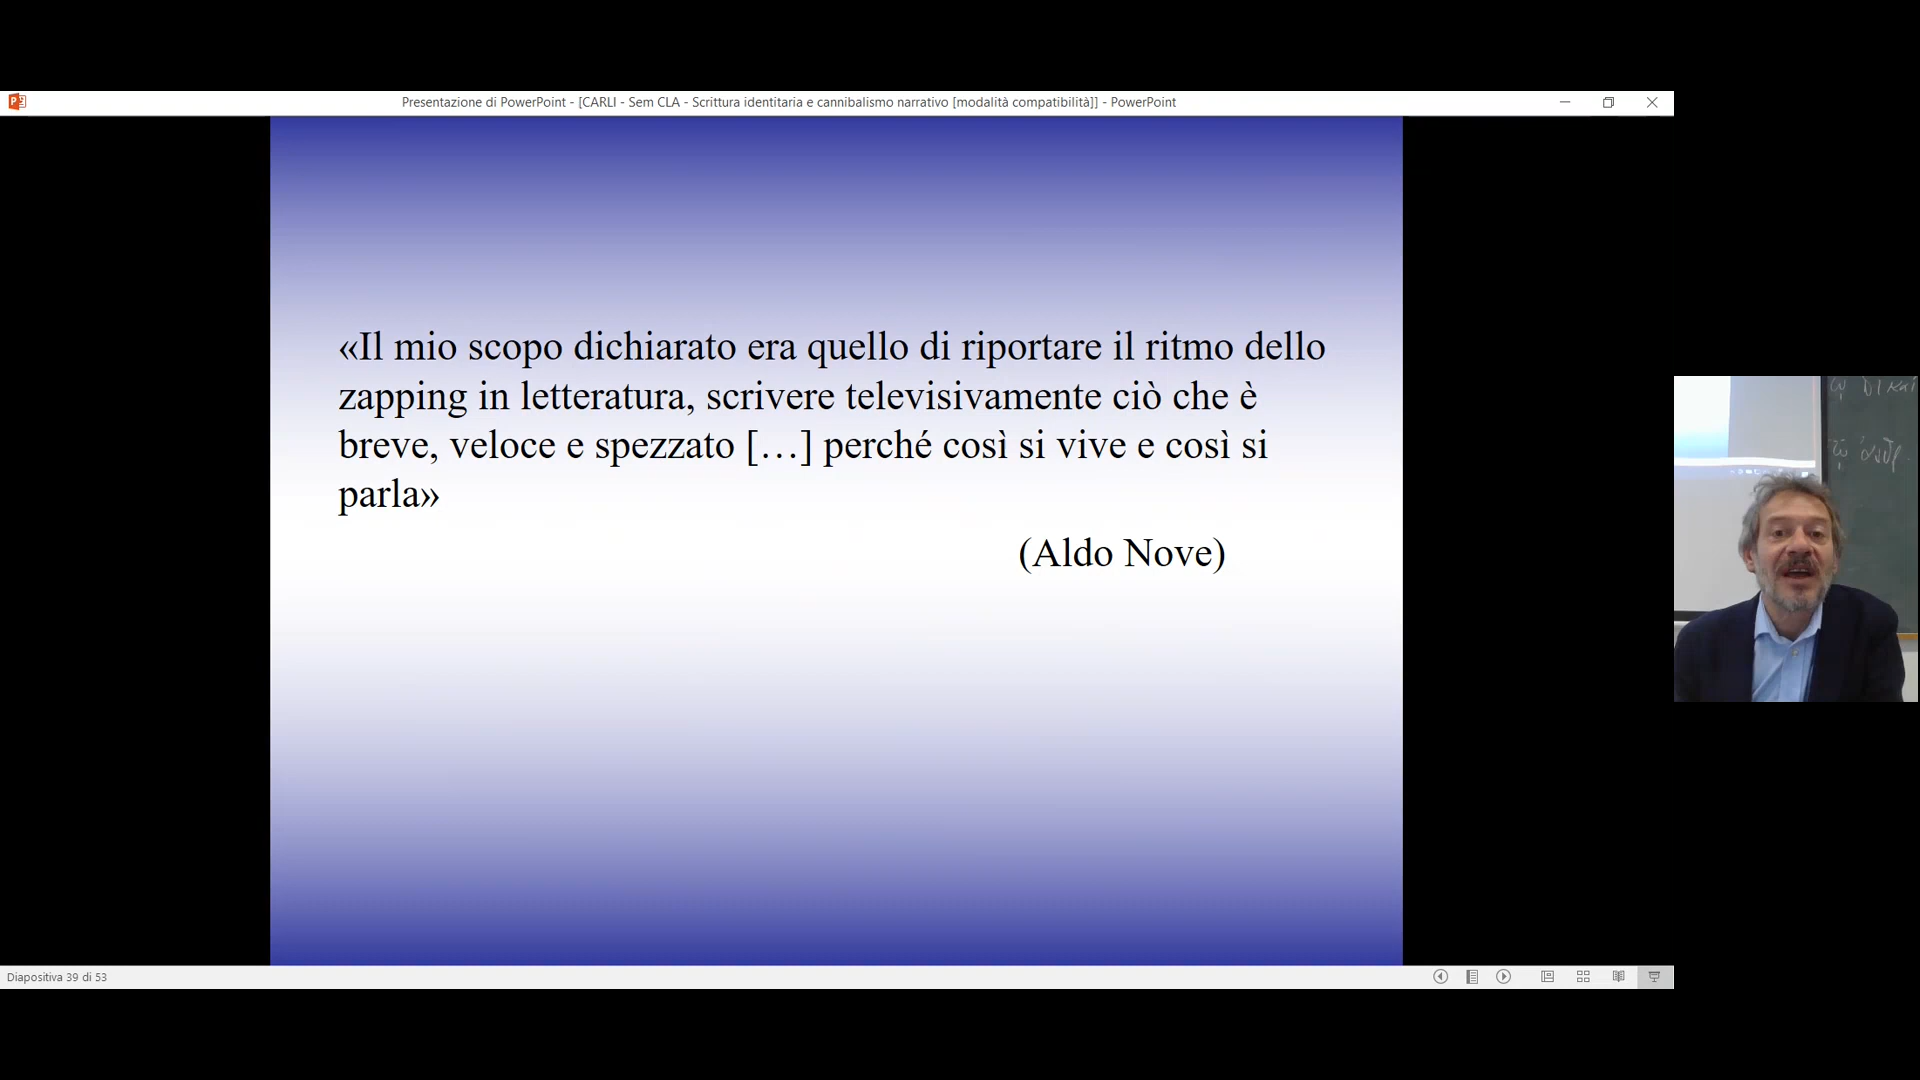 Presentazione di PowerPoint - [CARLI - Sem CLA - Scrittura identitaria e cannibalismo narrativo [modalità compatibilità]] - PowerPoint
«Il mio scopo dichiarato era quello di riportare il ritmo dello
zapping in letteratura, scrivere televisivamente ciò che è
breve, veloce e spezzato […] perché così si vive e così si
parla»
(Aldo Nove)
Diapositiva 39 di 53